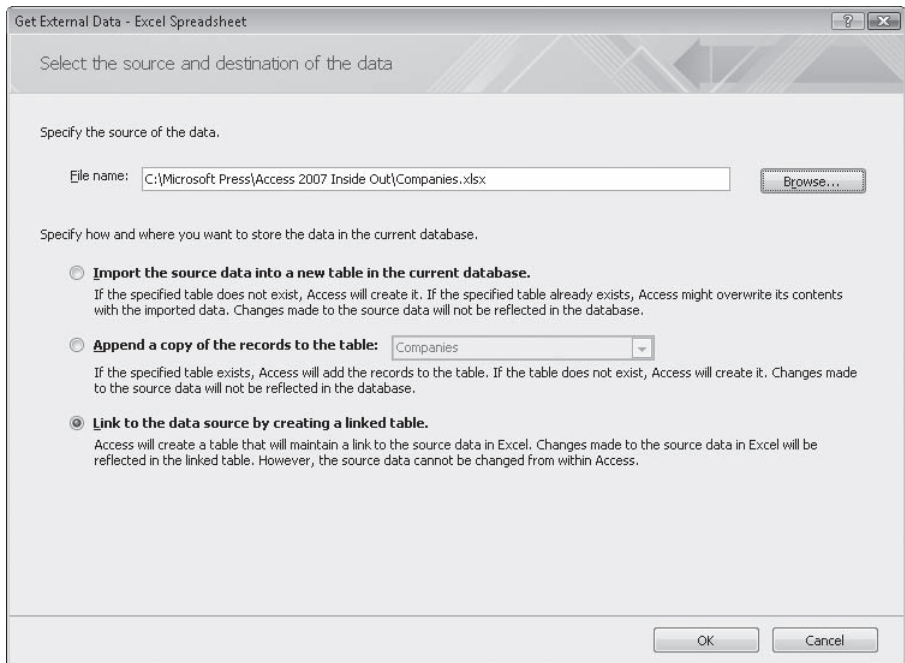 Get External Data - Excel Spreadsheet
?
Select the source and destination of the data
Specify the source of the data.
File name: C:\Microsoft Press\Access 2007 Inside Out\Companies.xlsx Browse...
Specify how and where you want to store the data in the current database.
Import the source data into a new table in the current database.
If the specified table does not exist, Access will create it. If the specified table already exists, Access might overwrite its contents
with the imported data. Changes made to the source data will not be reflected in the database.
Append a copy of the records to the table: Companies
If the specified table exists, Access will add the records to the table. If the table does not exist, Access will create it. Changes made
to the source data will not be reflected in the database.
Link to the data source by creating a linked table.
Access will create a table that will maintain a link to the source data in Excel. Changes made to the source data in Excel will be
reflected in the linked table. However, the source data cannot be changed from within Access.
OK Cancel